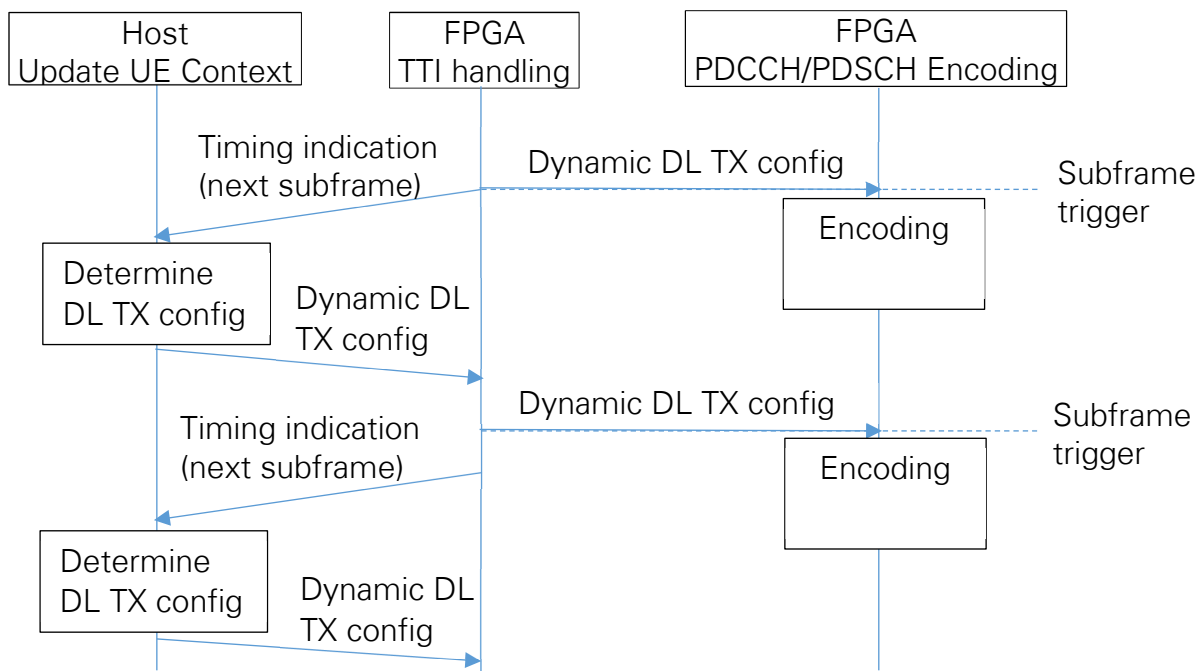 Host
Update UE Context
FPGA
TTI handling
FPGA
PDCCH/PDSCH Encoding
Timing indication
(next subframe)
Dynamic DL TX config
Subframe
trigger
Encoding
Determine
DL TX config
Dynamic DL
TX config
Dynamic DL TX config
Subframe
trigger
Timing indication
(next subframe)
Encoding
Determine
DL TX config
Dynamic DL
TX config